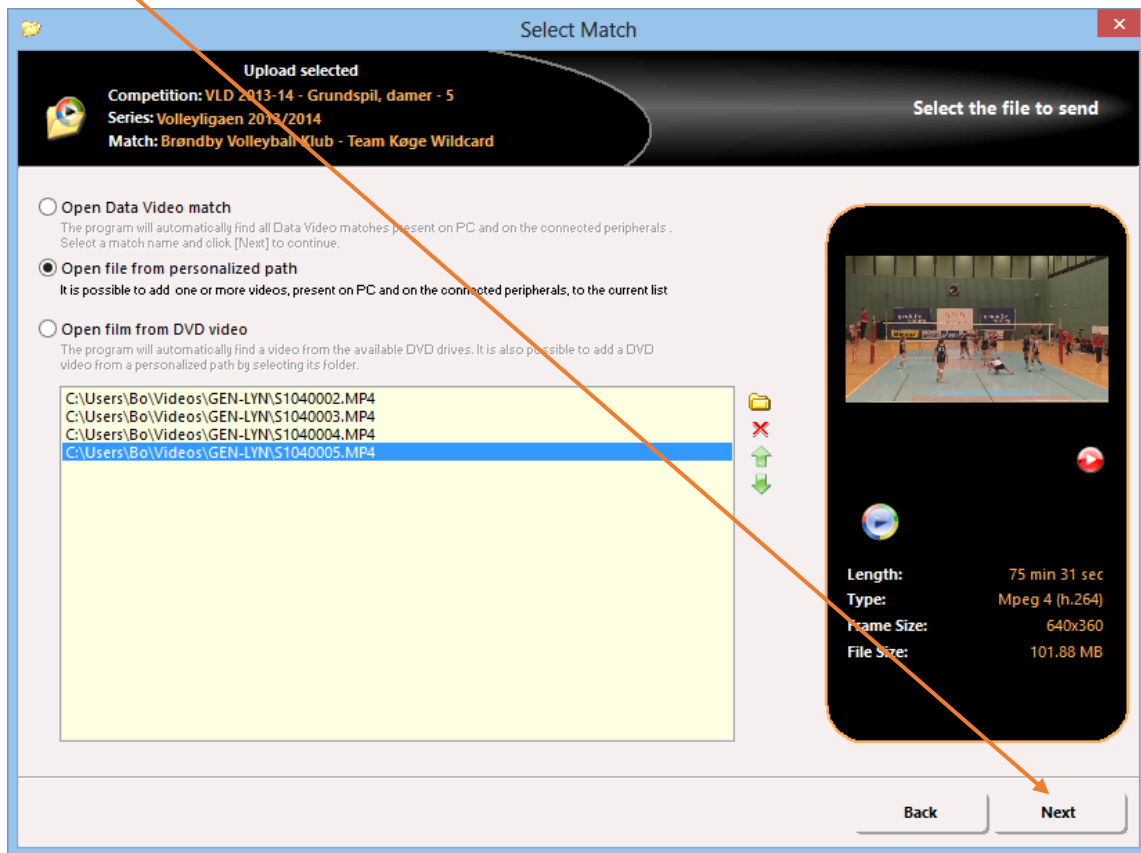 Select Match
Upload selected
Competition: VLD 2013-14 - Grundspil, damer - 5
Series: Volleyligaen 2013/2014
Match: Brøndby Volleyball Klub - Team Køge Wildcard
Select the file to send
Open Data Video match
The program will automatically find all Data Video matches present on PC and on the connected peripherals .
Select a match name and click [Next] to continue.
Open file from personalized path
It is possible to add one or more videos, present on PC and on the connected peripherals, to the current list
Open film from DVD video
The program will automatically find a video from the available DVD drives. It is also possible to add a DVD
video from a personalized path by selecting its folder.
C:\Users\Bo\Videos\GEN-LYN\S1040002.MP4
C:\Users\Bo\Videos\GEN-LYN\S1040003.MP4
C:\Users\Bo\Videos\GEN-LYN\S1040004.MP4
C:\Users\Bo\Videos\GEN-LYN\S1040005.MP4
Length: 75 min 31 sec
Type: Mpeg 4 (h.264)
Frame Size: 640x360
File Size: 101.88 MB
Back Next